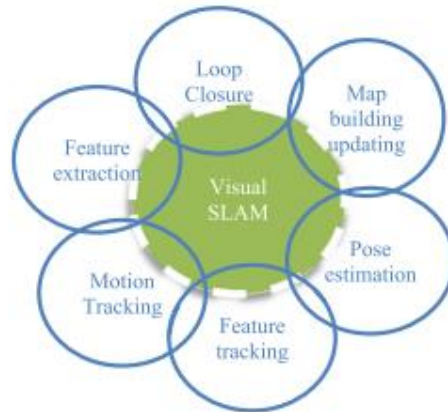 Loop
Closure
Map
building
updating
Feature
extraction
Visual
SLAM
Pose
estimation
Motion
Tracking
Feature
tracking